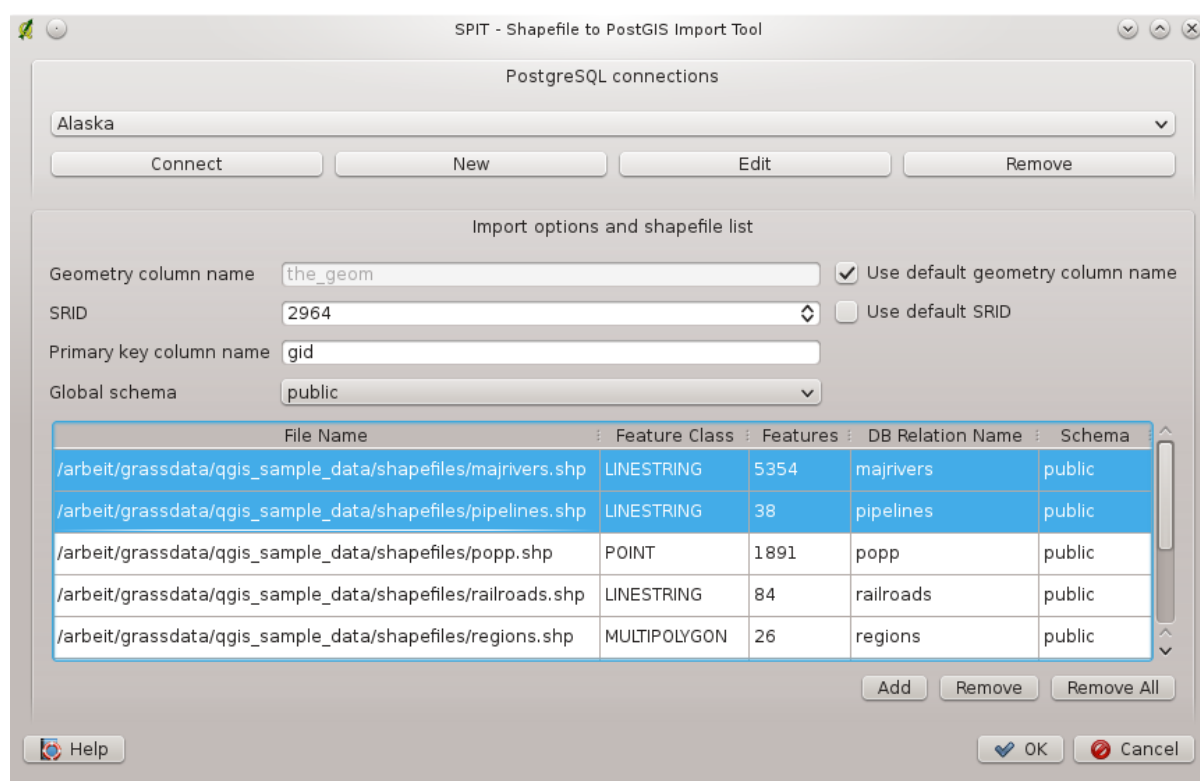 SPIT - Shapefile to PostGIS Import Tool
PostgreSQL connections
Alaska
Connect New Edit Remove
Import options and shapefile list
Geometry column name the_geom Use default geometry column name
SRID 2964 Use default SRID
Primary key column name gid
Global schema public
File Name Feature Class Features DB Relation Name Schema
/arbeit/grassdata/qgis_sample_data/shapefiles/majrivers.shp LINESTRING 5354 majrivers public
/arbeit/grassdata/qgis_sample_data/shapefiles/pipelines.shp LINESTRING 38 pipelines public
/arbeit/grassdata/qgis_sample_data/shapefiles/popp.shp POINT 1891 popp public
/arbeit/grassdata/qgis_sample_data/shapefiles/railroads.shp LINESTRING 84 railroads public
/arbeit/grassdata/qgis_sample_data/shapefiles/regions.shp MULTIPOLYGON 26 regions public
Add Remove Remove All
Help OK Cancel